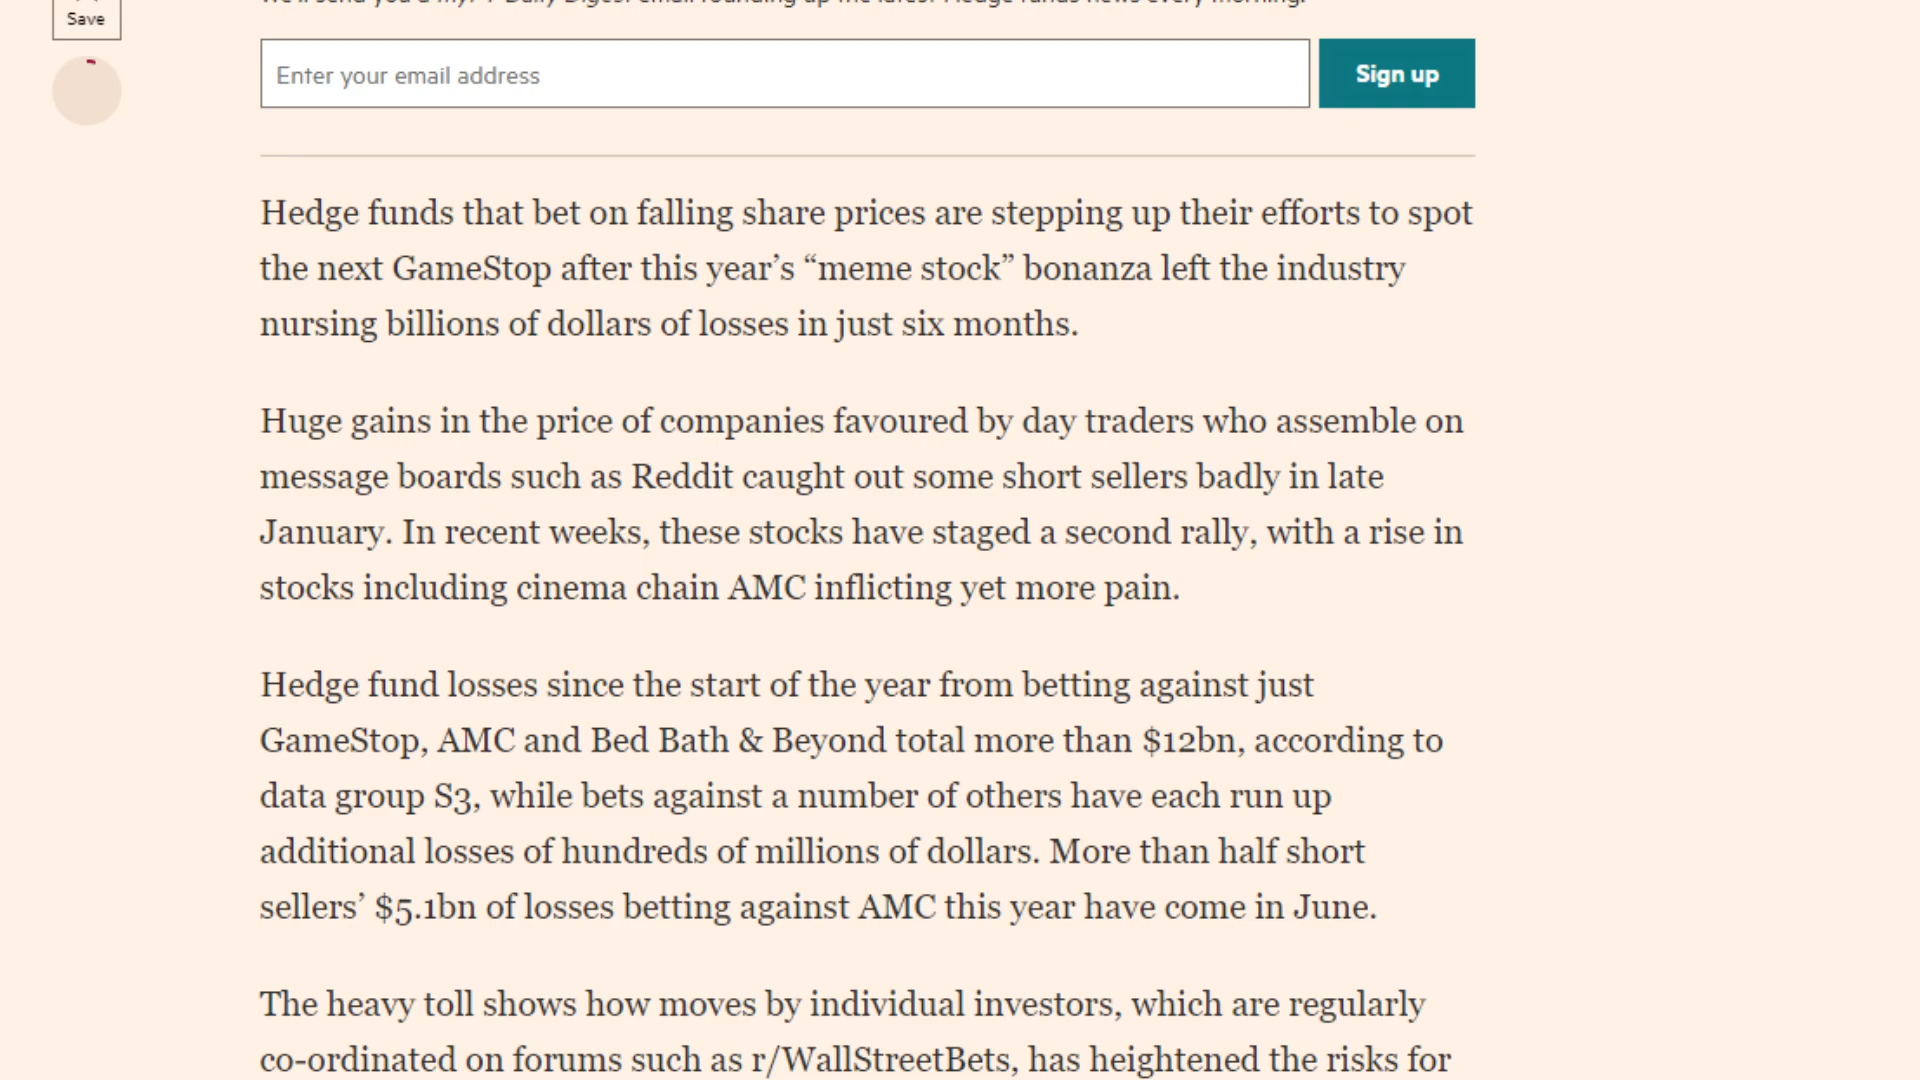 Save
Enter your email address
Sign up
Hedge funds that bet on falling share prices are stepping up their efforts to spot
the next GameStop after this year’s “meme stock” bonanza left the industry
nursing billions of dollars of losses in just six months.
Huge gains in the price of companies favoured by day traders who assemble on
message boards such as Reddit caught out some short sellers badly in late
January. In recent weeks, these stocks have staged a second rally, with a rise in
stocks including cinema chain AMC inflicting yet more pain.
Hedge fund losses since the start of the year from betting against just
GameStop, AMC and Bed Bath & Beyond total more than $12bn, according to
data group S3, while bets against a number of others have each run up
additional losses of hundreds of millions of dollars. More than half short
sellers’ $5.1bn of losses betting against AMC this year have come in June.
The heavy toll shows how moves by individual investors, which are regularly
co-ordinated on forums such as r/WallStreetBets, has heightened the risks for